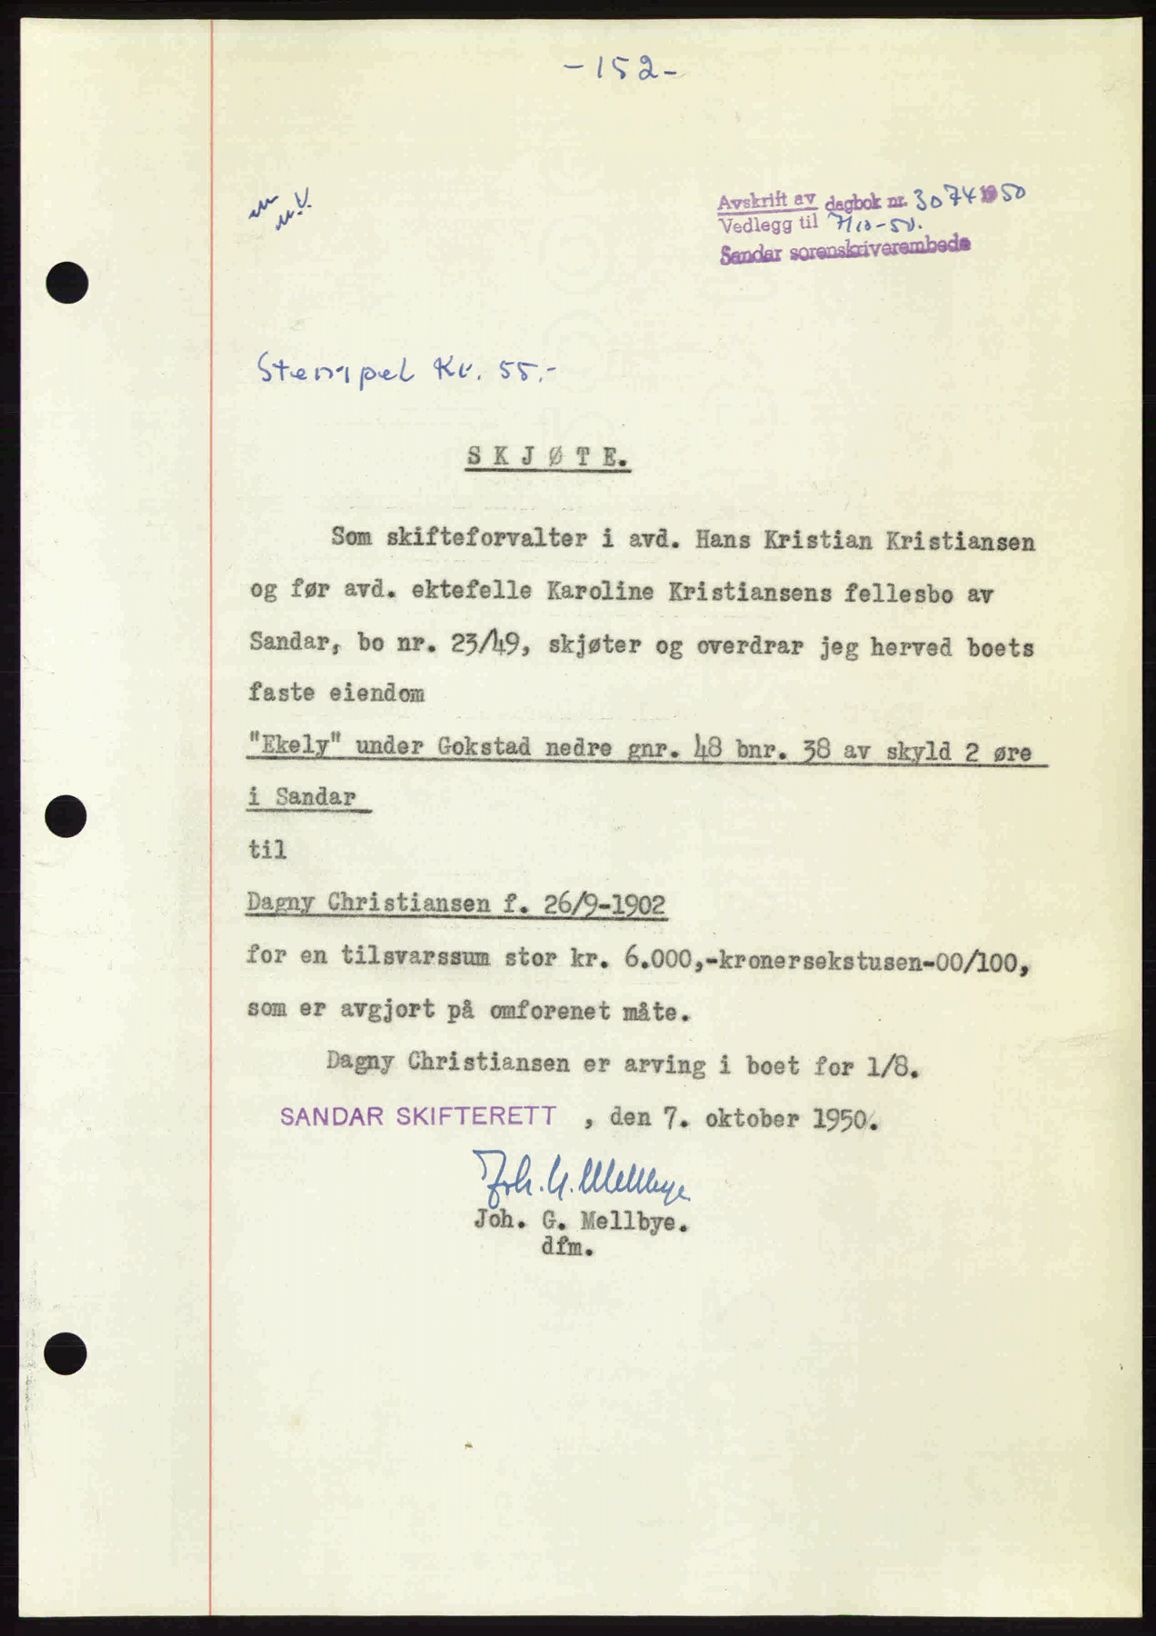 -152-
Avskrift av dagbok nr. 3074 1950
Vedlegg til 7/10-50.
Sandar sorenskriverembede
Stempel Kr. 55.-
SKJØTE.
Som skifteforvalter i avd. Hans Kristian Kristiansen
og før avd. ektefelle Karoline Kristiansens fellesbo av
Sandar, bo nr. 23/49, skjøter og overdrar jeg herved boets
faste eiendom
"Ekely" under Gokstad nedre gnr. 48 bnr. 38 av skyld 2 øre
i Sandar
til
Dagny Christiansen f. 26/9-1902
for en tilsvarssum stor kr. 6.000,-kronersekstusen-00/100,
som er avgjort på omforenet måte.
Dagny Christiansen er arving i boet for 1/8.
SANDAR SKIFTERETT , den 7. oktober 1950.
Joh. G. Mellbye
Joh. G. Mellbye.
dfm.